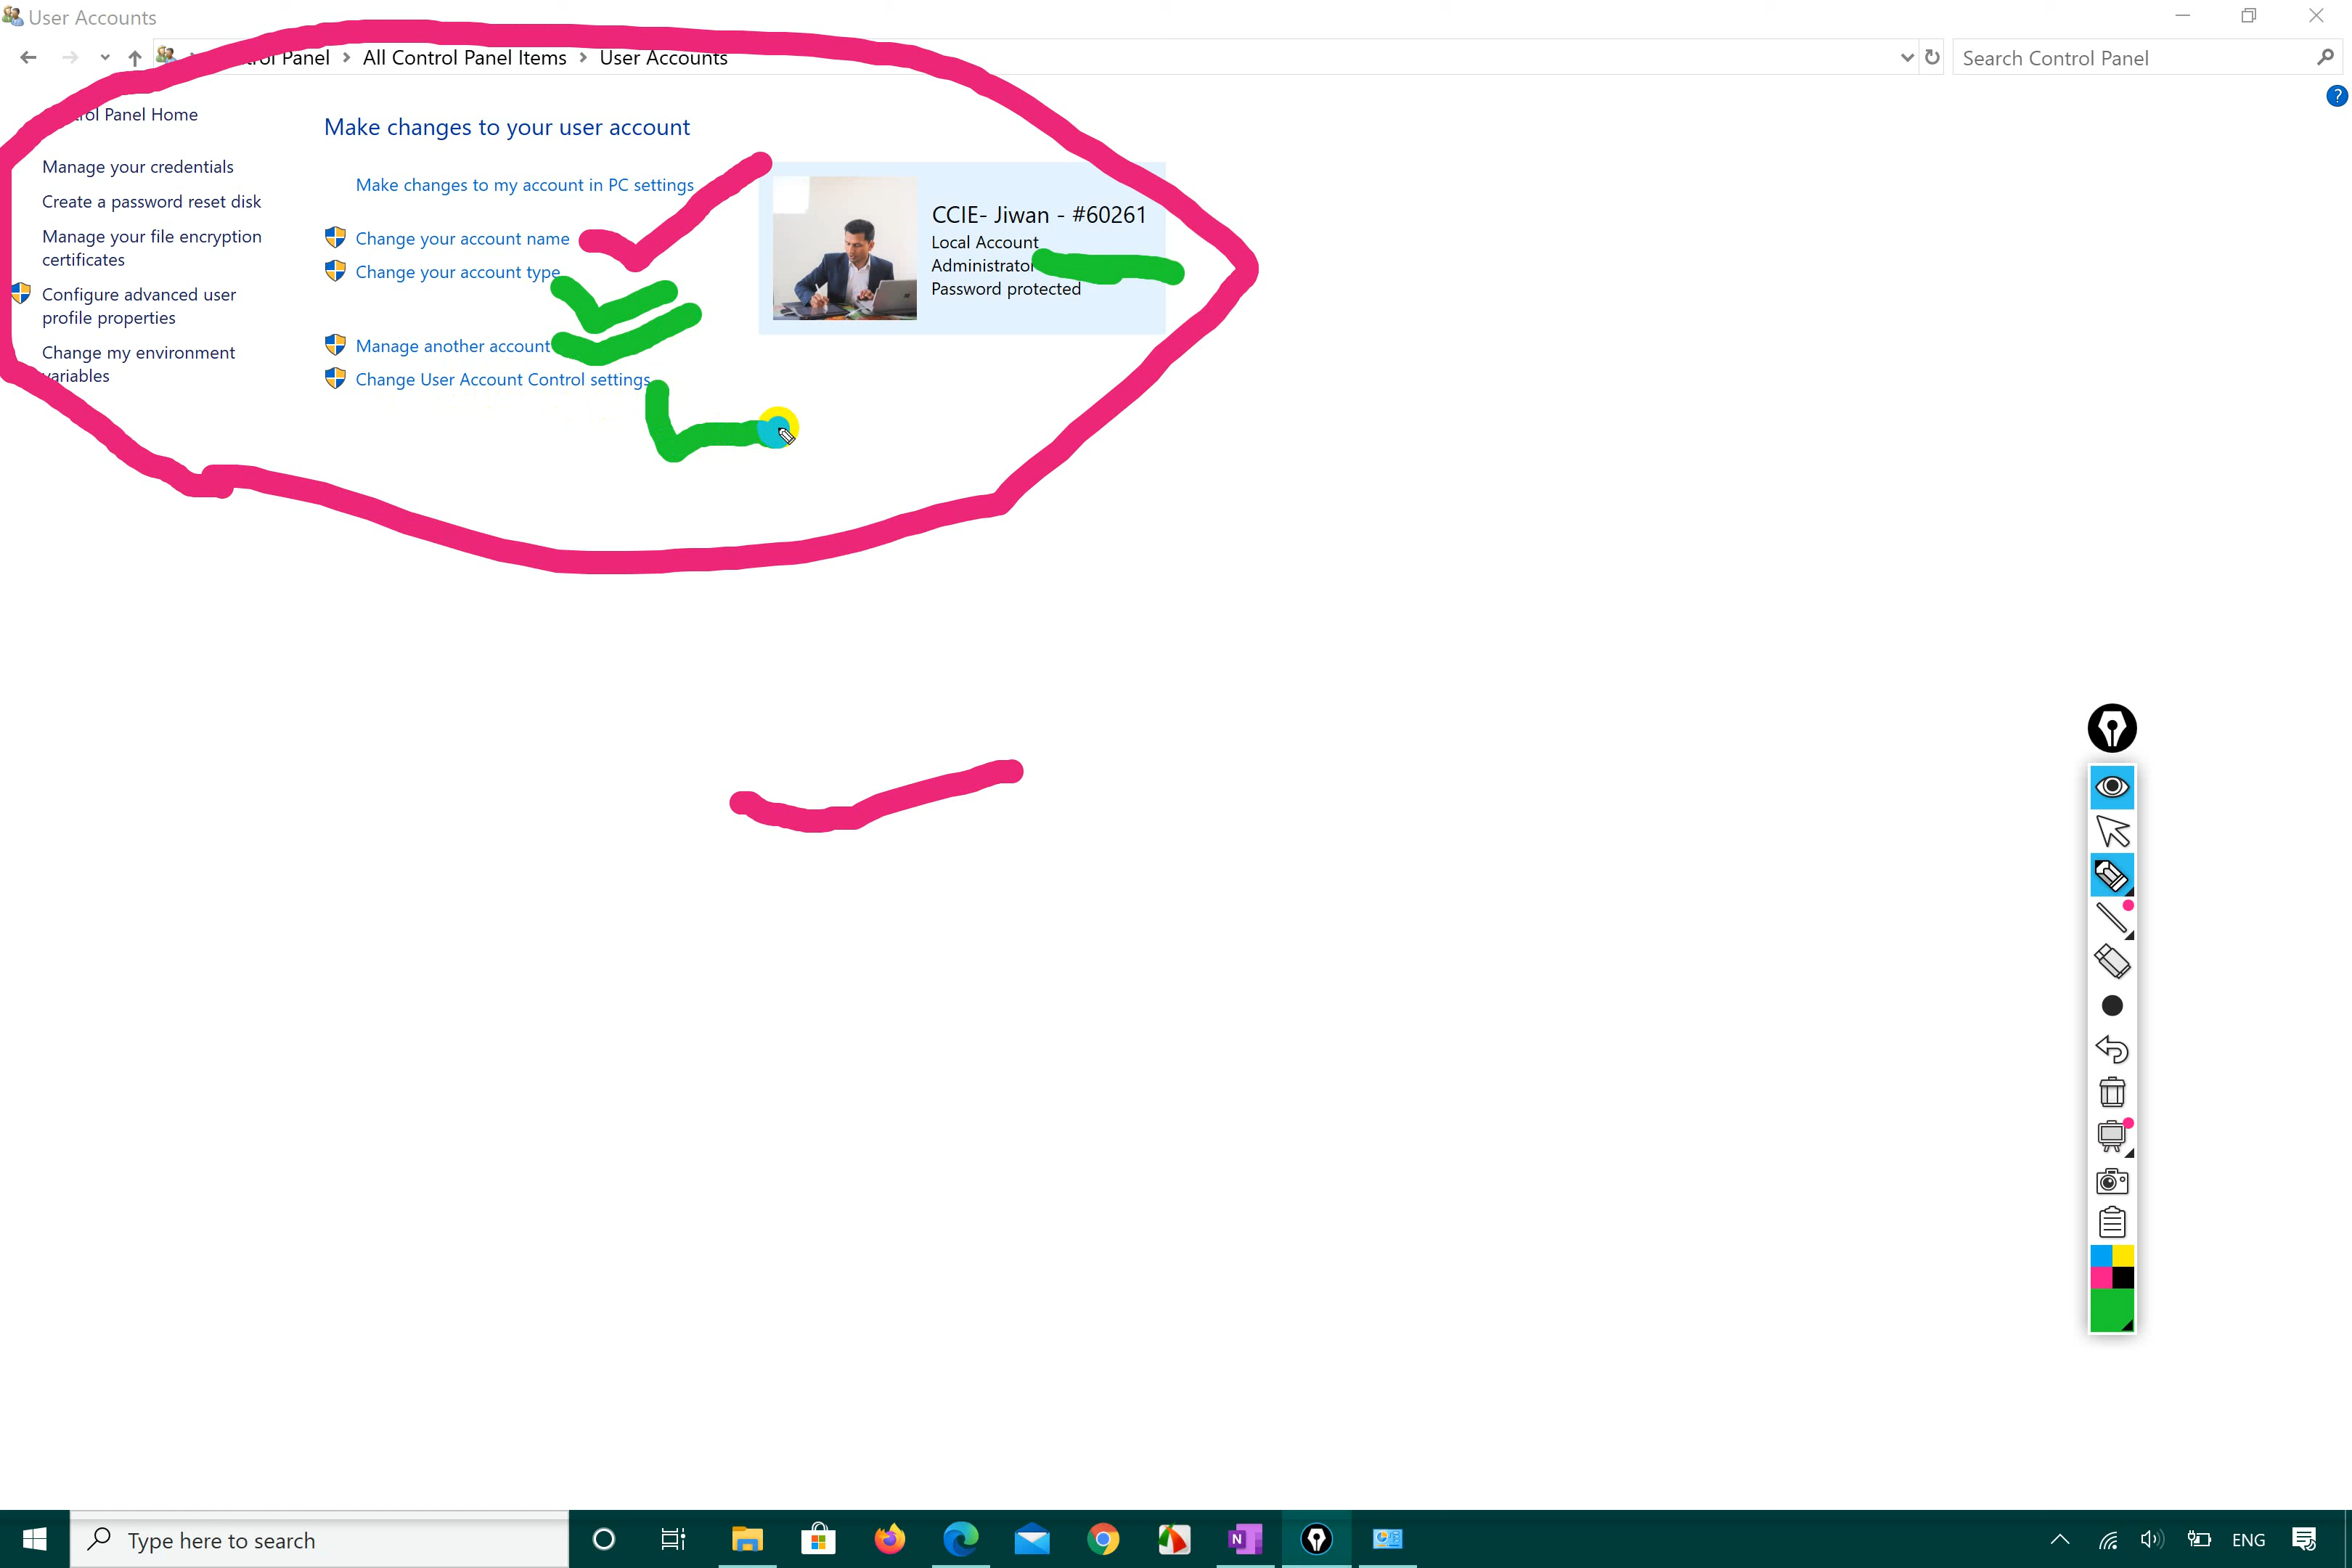 User Accounts
trol Panel > All Control Panel Items > User Accounts
Search Control Panel
trol Panel Home
Manage your credentials
Create a password reset disk
Manage your file encryption
certificates
Configure advanced user
profile properties
Change my environment
variables
Make changes to your user account
Make changes to my account in PC settings
Change your account name
Change your account type
Manage another account
Change User Account Control settings
CCIE- Jiwan - #60261
Local Account
Administrator
Password protected
Type here to search
ENG